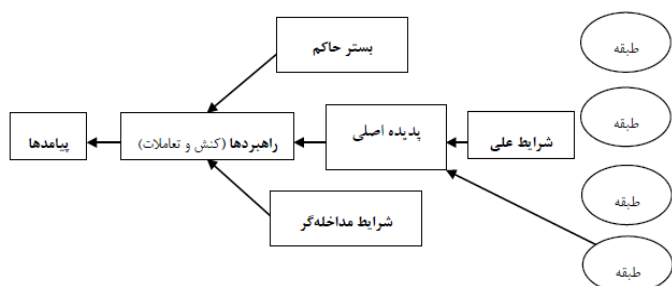 طبقه
بستر حاکم
طبقه
پدیده اصلی
شرایط علی
راهبردها (کنش و تعاملات)
پیامدها
طبقه
شرایط مداخله‌گر
طبقه